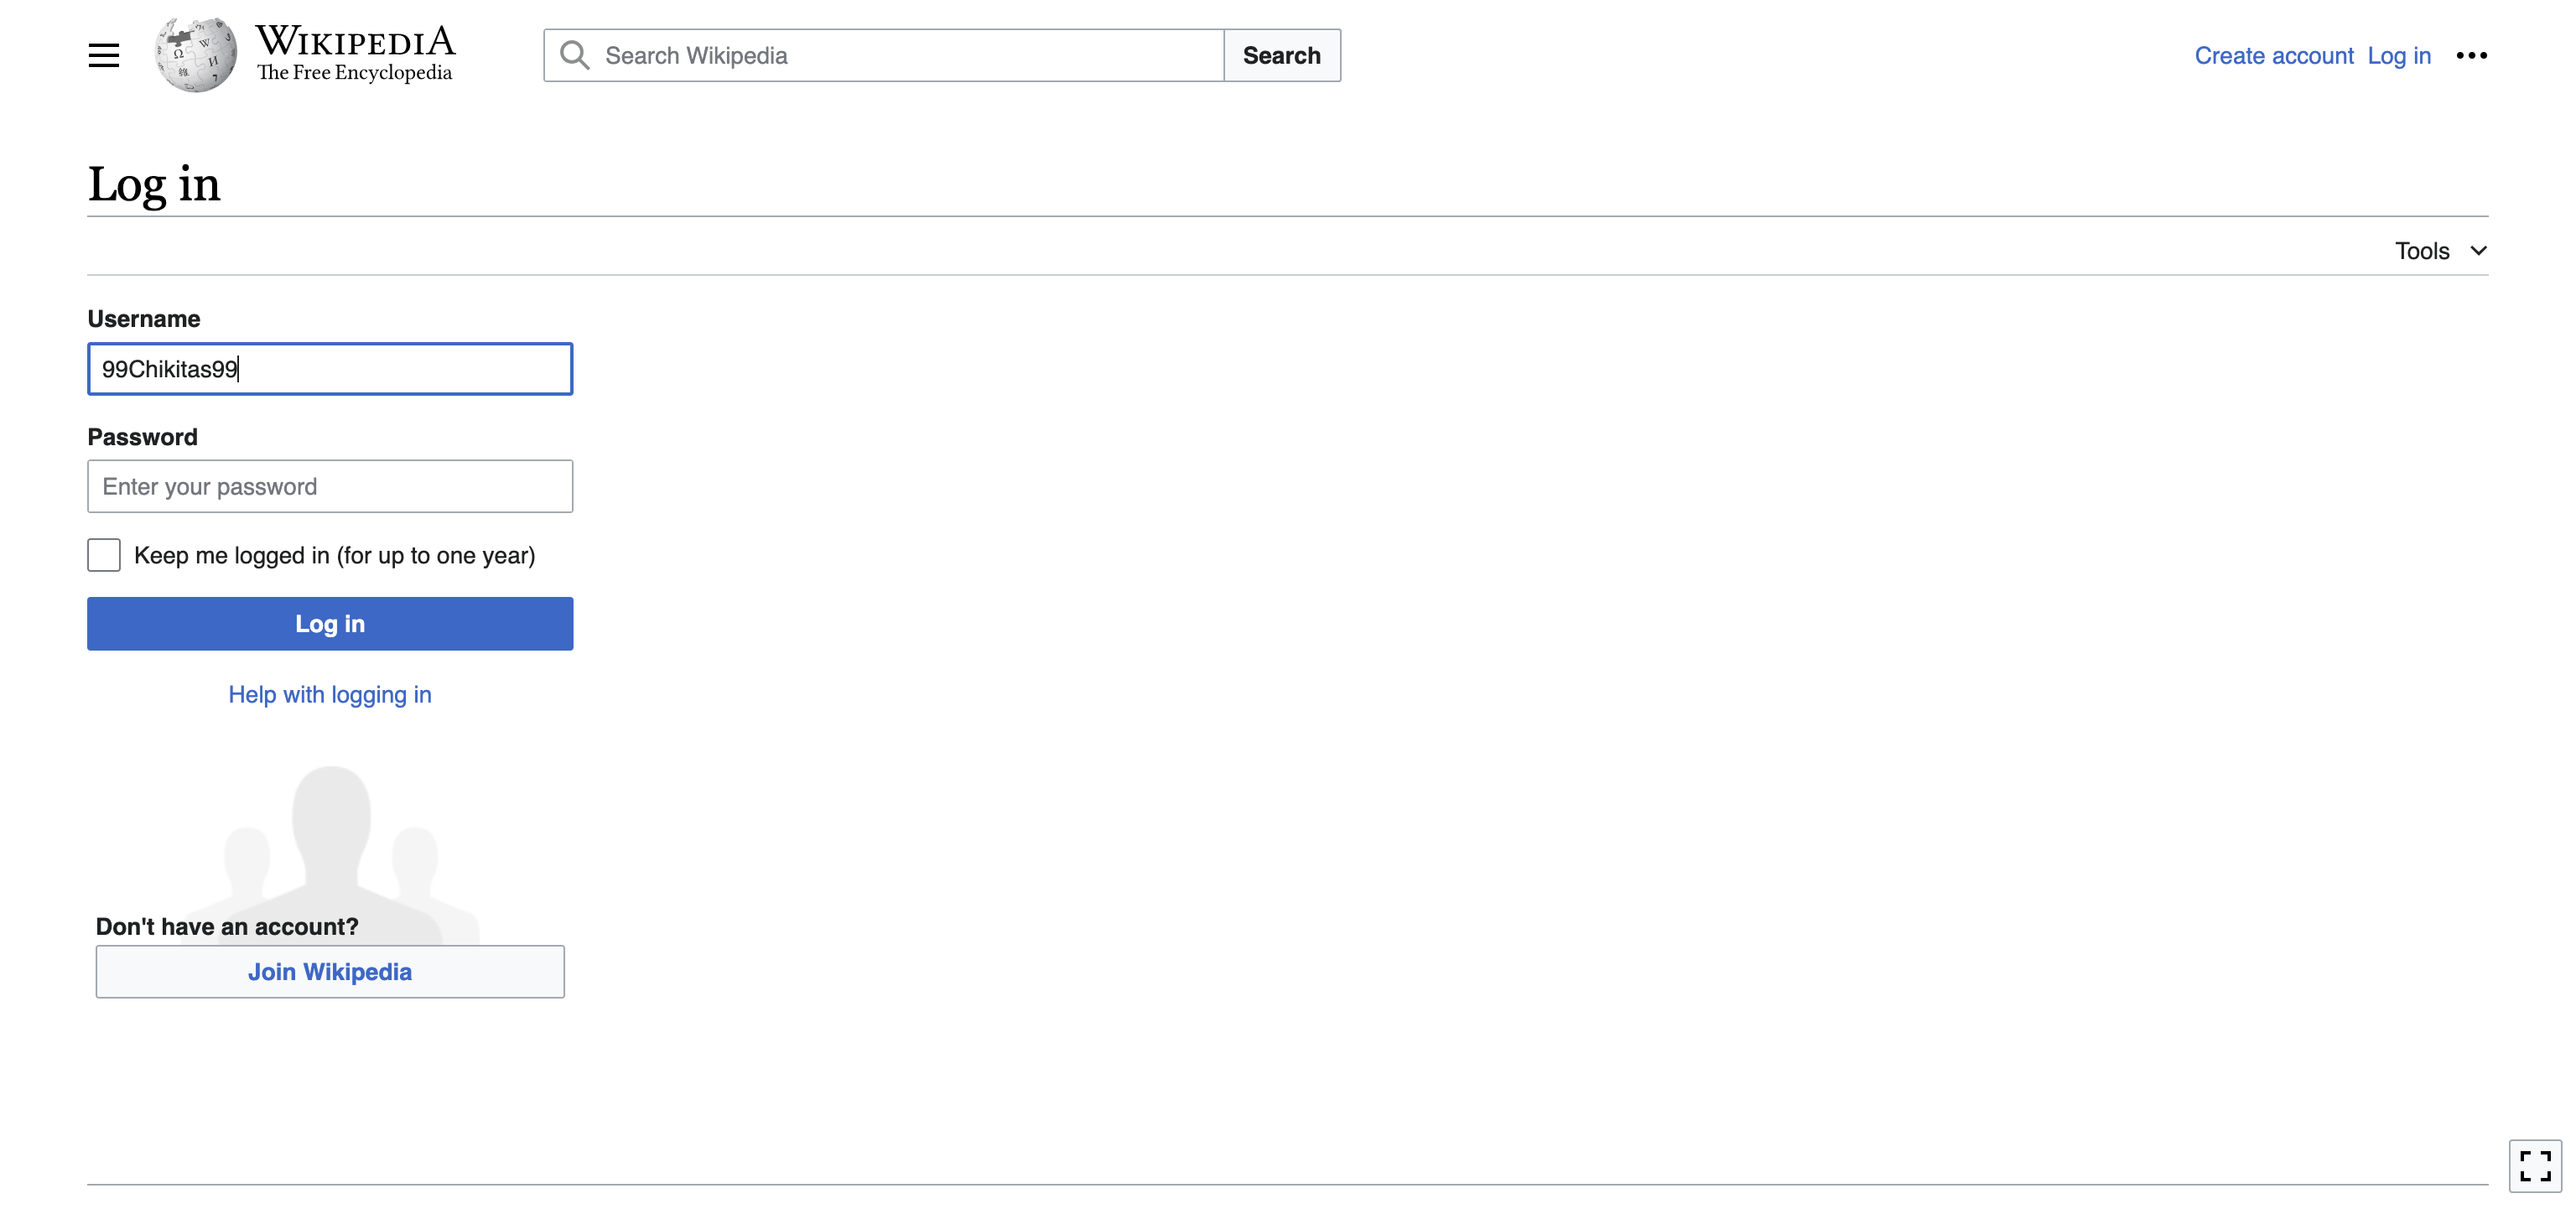 WIKIPEDIA
The Free Encyclopedia
Search Wikipedia
Search
Create account Log in
Log in
Tools
Username
99Chikitas99
Password
Enter your password
Keep me logged in (for up to one year)
Log in
Help with logging in
Don't have an account?
Join Wikipedia